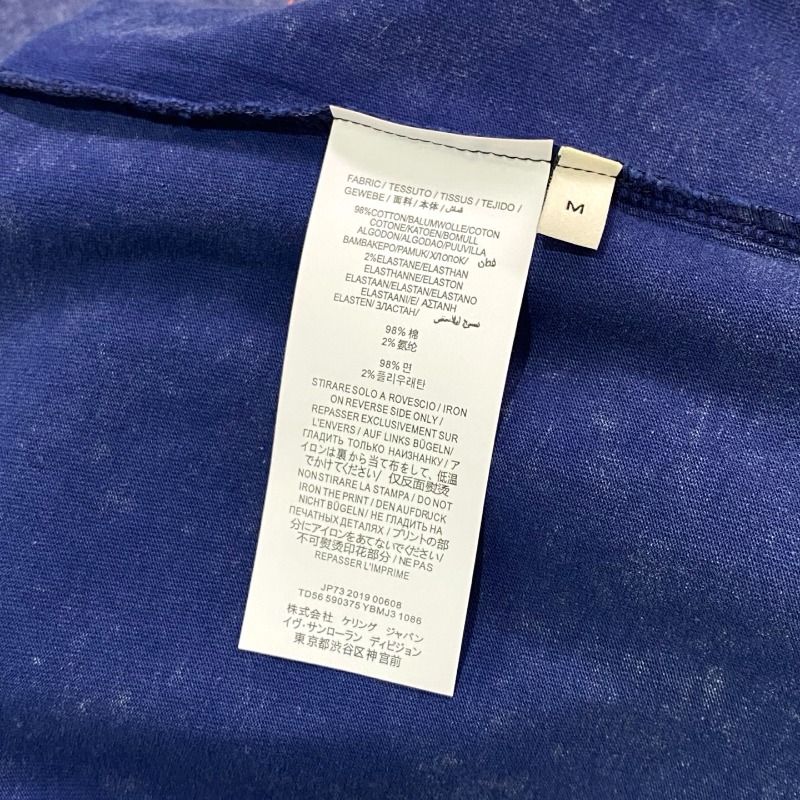 FABRIC / TESSUTO / TISSUS / TEJIDO /
GEWEBE / 面料 / 本体 / قماش
98%COTTON/BALUMWOLLE/COTON
COTONE/KATOEN/BOMULL
ALGODON/ALGODAO/PUUVILLA
BAMBAKEPO/PAMUK/ХЛОПОК/ قطن
2%ELASTANE/ELASTHAN
ELASTHANNE/ELASTON
ELASTAAN/ELASTAN/ELASTANO
ELASTAANI/E/ ΑΣΤΑΝΗ
ELASTEN/ ЗЛАСТАН/
98% 棉
2% 氨纶
98% 면
2% 플리우래탄
STIRARE SOLO A ROVESCIO / IRON
ON REVERSE SIDE ONLY /
REPASSER EXCLUSIVEMENT SUR
L'ENVERS / AUF LINKS BÜGELN/
ГЛАДИТЬ ТОЛЬКО НАИЗНАНКУ / ア
イロンは裏から当て布をして、低温
でかけてください/ 仅反面熨烫
NON STIRARE LA STAMPA / DO NOT
IRON THE PRINT / DEN AUFDRUCK
NICHT BÜGELN/ НЕ ГЛАДИТЬ НА
ПЕЧАТНЫХ ДЕТАЛЯХ / プリントの部
分にアイロンをあてないでください/
不可熨烫印花部分 / NE PAS
REPASSER L'IMPRIME
JP73 2019 00608
TD56 590375 YBMJ3 1086
株式会社 ケリング ジャパン
イヴ・サンローラン ディビジョン
東京都渋谷区神宮前
M